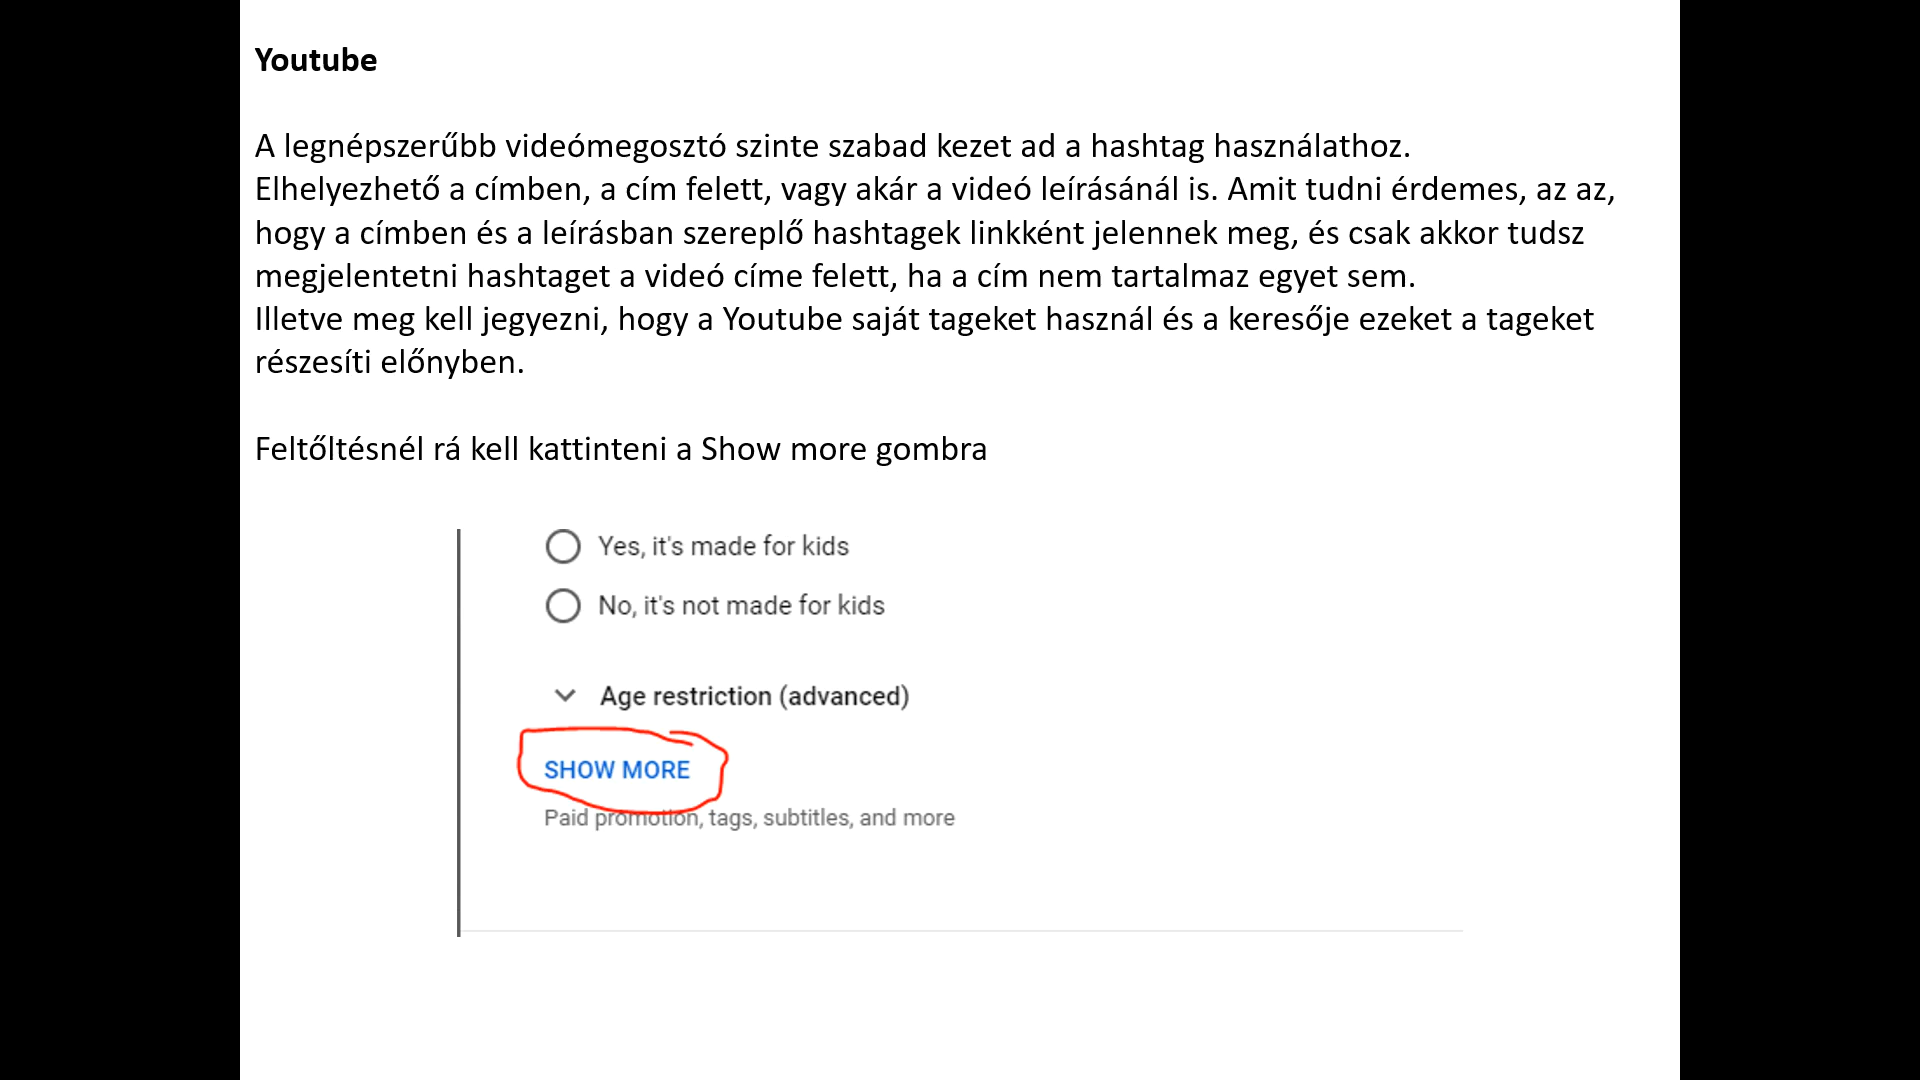 Youtube
A legnépszerűbb videómegosztó szinte szabad kezet ad a hashtag használathoz.
Elhelyezhető a címben, a cím felett, vagy akár a videó leírásánál is. Amit tudni érdemes, az az,
hogy a címben és a leírásban szereplő hashtagek linkként jelennek meg, és csak akkor tudsz
megjelentetni hashtaget a videó címe felett, ha a cím nem tartalmaz egyet sem.
Illetve meg kell jegyezni, hogy a Youtube saját tageket használ és a keresője ezeket a tageket
részesíti előnyben.
Feltőltésnél rá kell kattinteni a Show more gombra
Yes, it's made for kids
No, it's not made for kids
Age restriction (advanced)
SHOW MORE
Paid promotion, tags, subtitles, and more